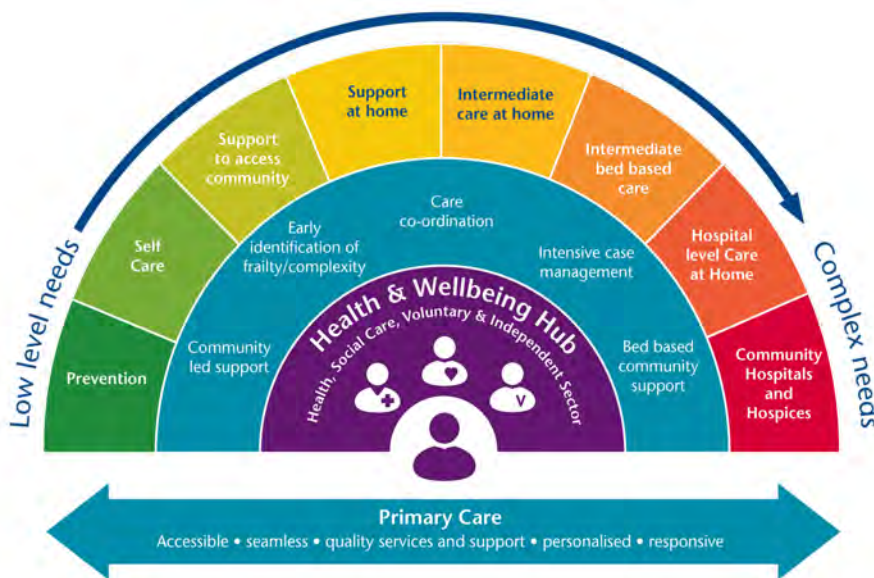 Low level needs
Complex needs
Prevention
Self
Care
Support
to access
community
Support
at home
Intermediate
care at home
Intermediate
bed based
care
Hospital
level Care
at Home
Community
Hospitals
and
Hospices
Community
led support
Early
identification of
frailty/complexity
Care
co-ordination
Intensive case
management
Bed based
community
support
Health & Wellbeing Hub
Health, Social Care, Voluntary & Independent Sector
V
Primary Care
Accessible • seamless • quality services and support • personalised • responsive